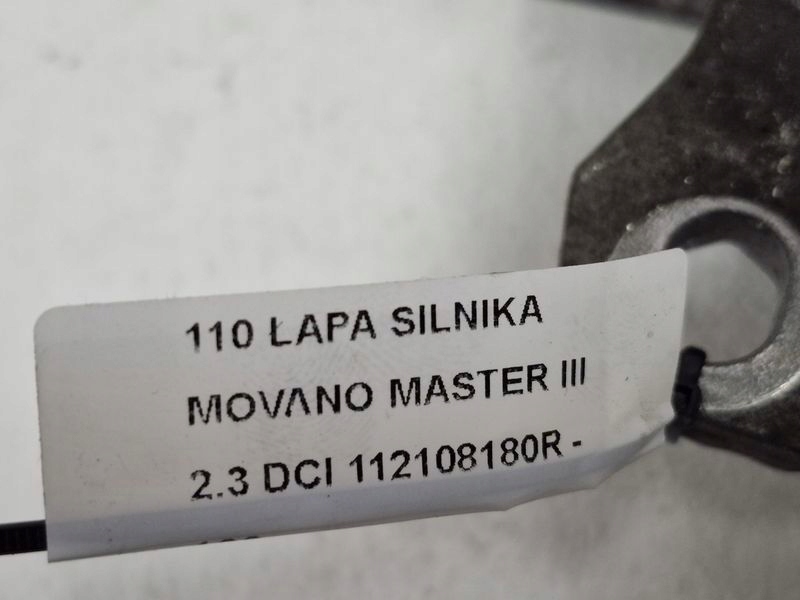 110 ŁAPA SILNIKA
MOVANO MASTER III
2.3 DCI 112108180R -